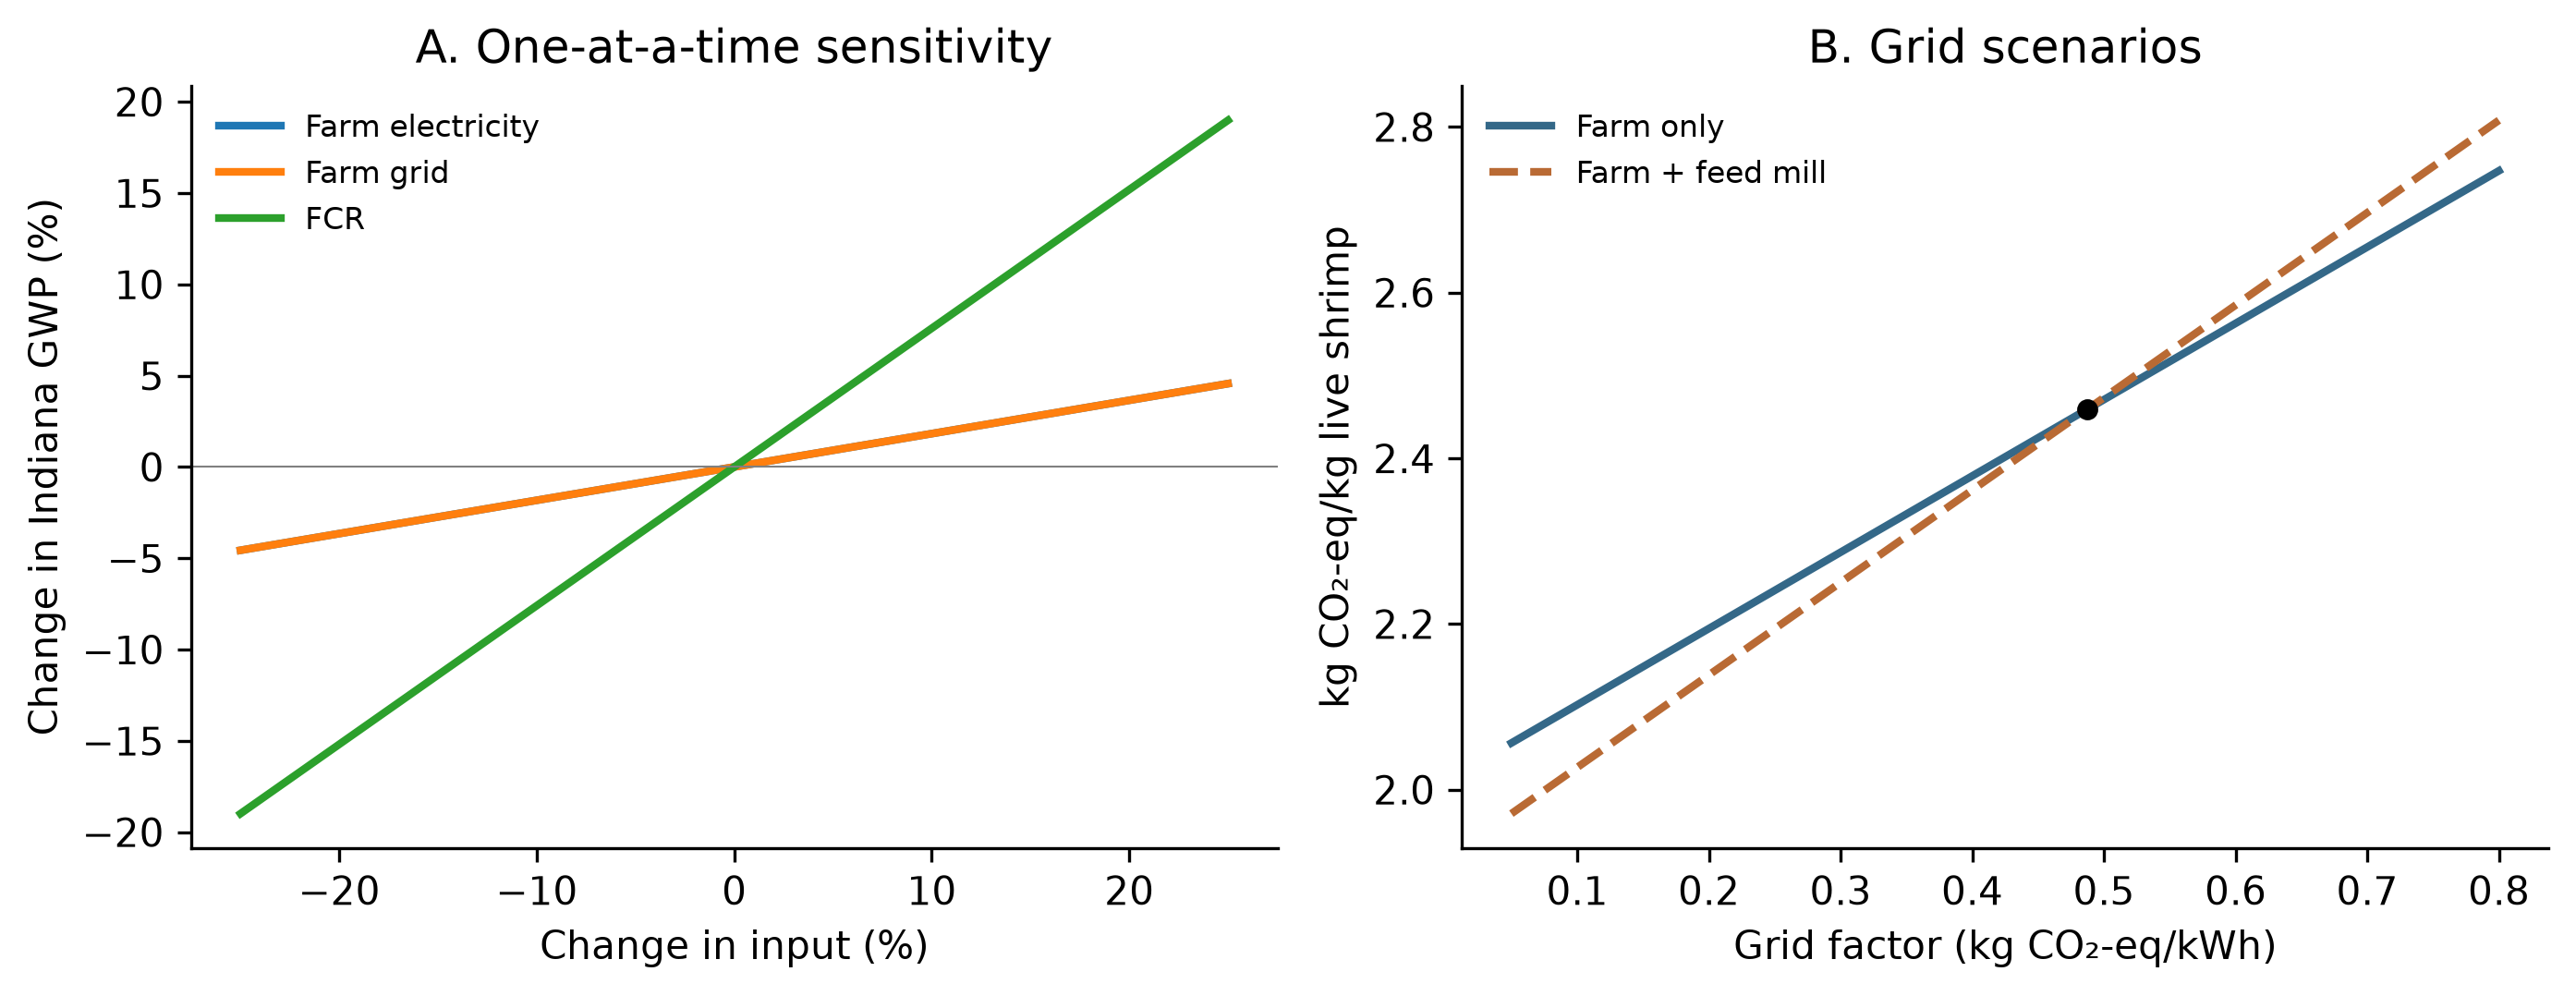 A. One-at-a-time sensitivity
Change in Indiana GWP (%)
20
15
10
5
0
−5
−10
−15
−20
Farm electricity
Farm grid
FCR
−20
−10
0
10
20
Change in input (%)
B. Grid scenarios
kg CO₂-eq/kg live shrimp
2.8
2.6
2.4
2.2
2.0
Farm only
Farm + feed mill
0.1
0.2
0.3
0.4
0.5
0.6
0.7
0.8
Grid factor (kg CO₂-eq/kWh)